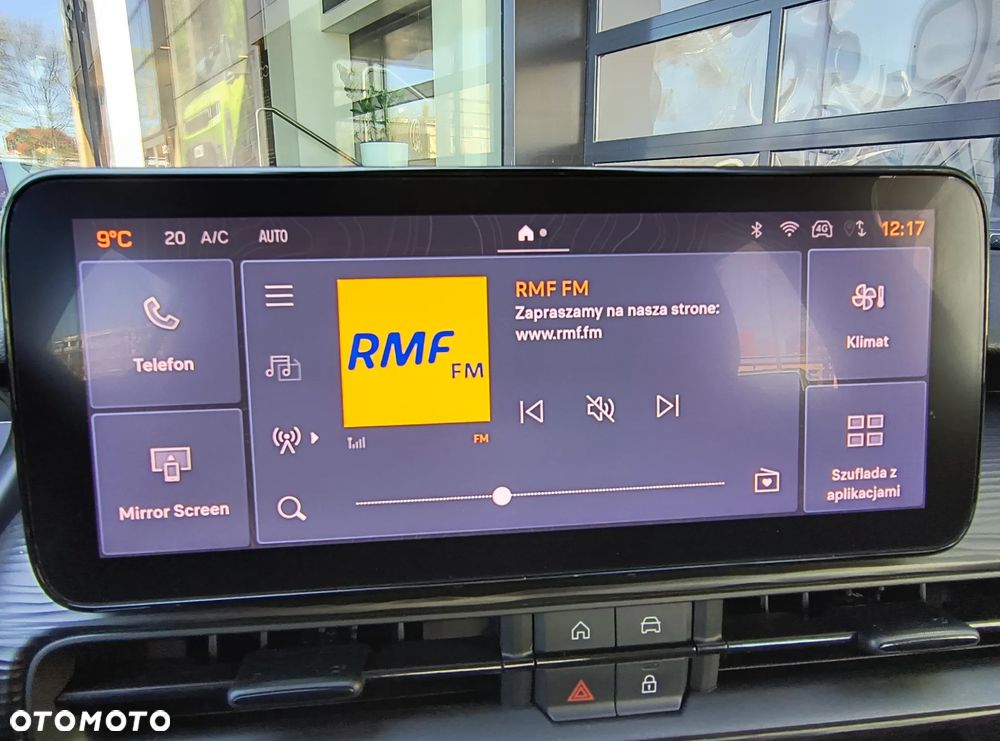 9°C 20 A/C AUTO 4G 12:17
Telefon
Mirror Screen
RMF FM
FM
RMF FM
Zapraszamy na nasza strone:
www.rmf.fm
Klimat
Szuflada z
aplikacjami
OTOMOTO